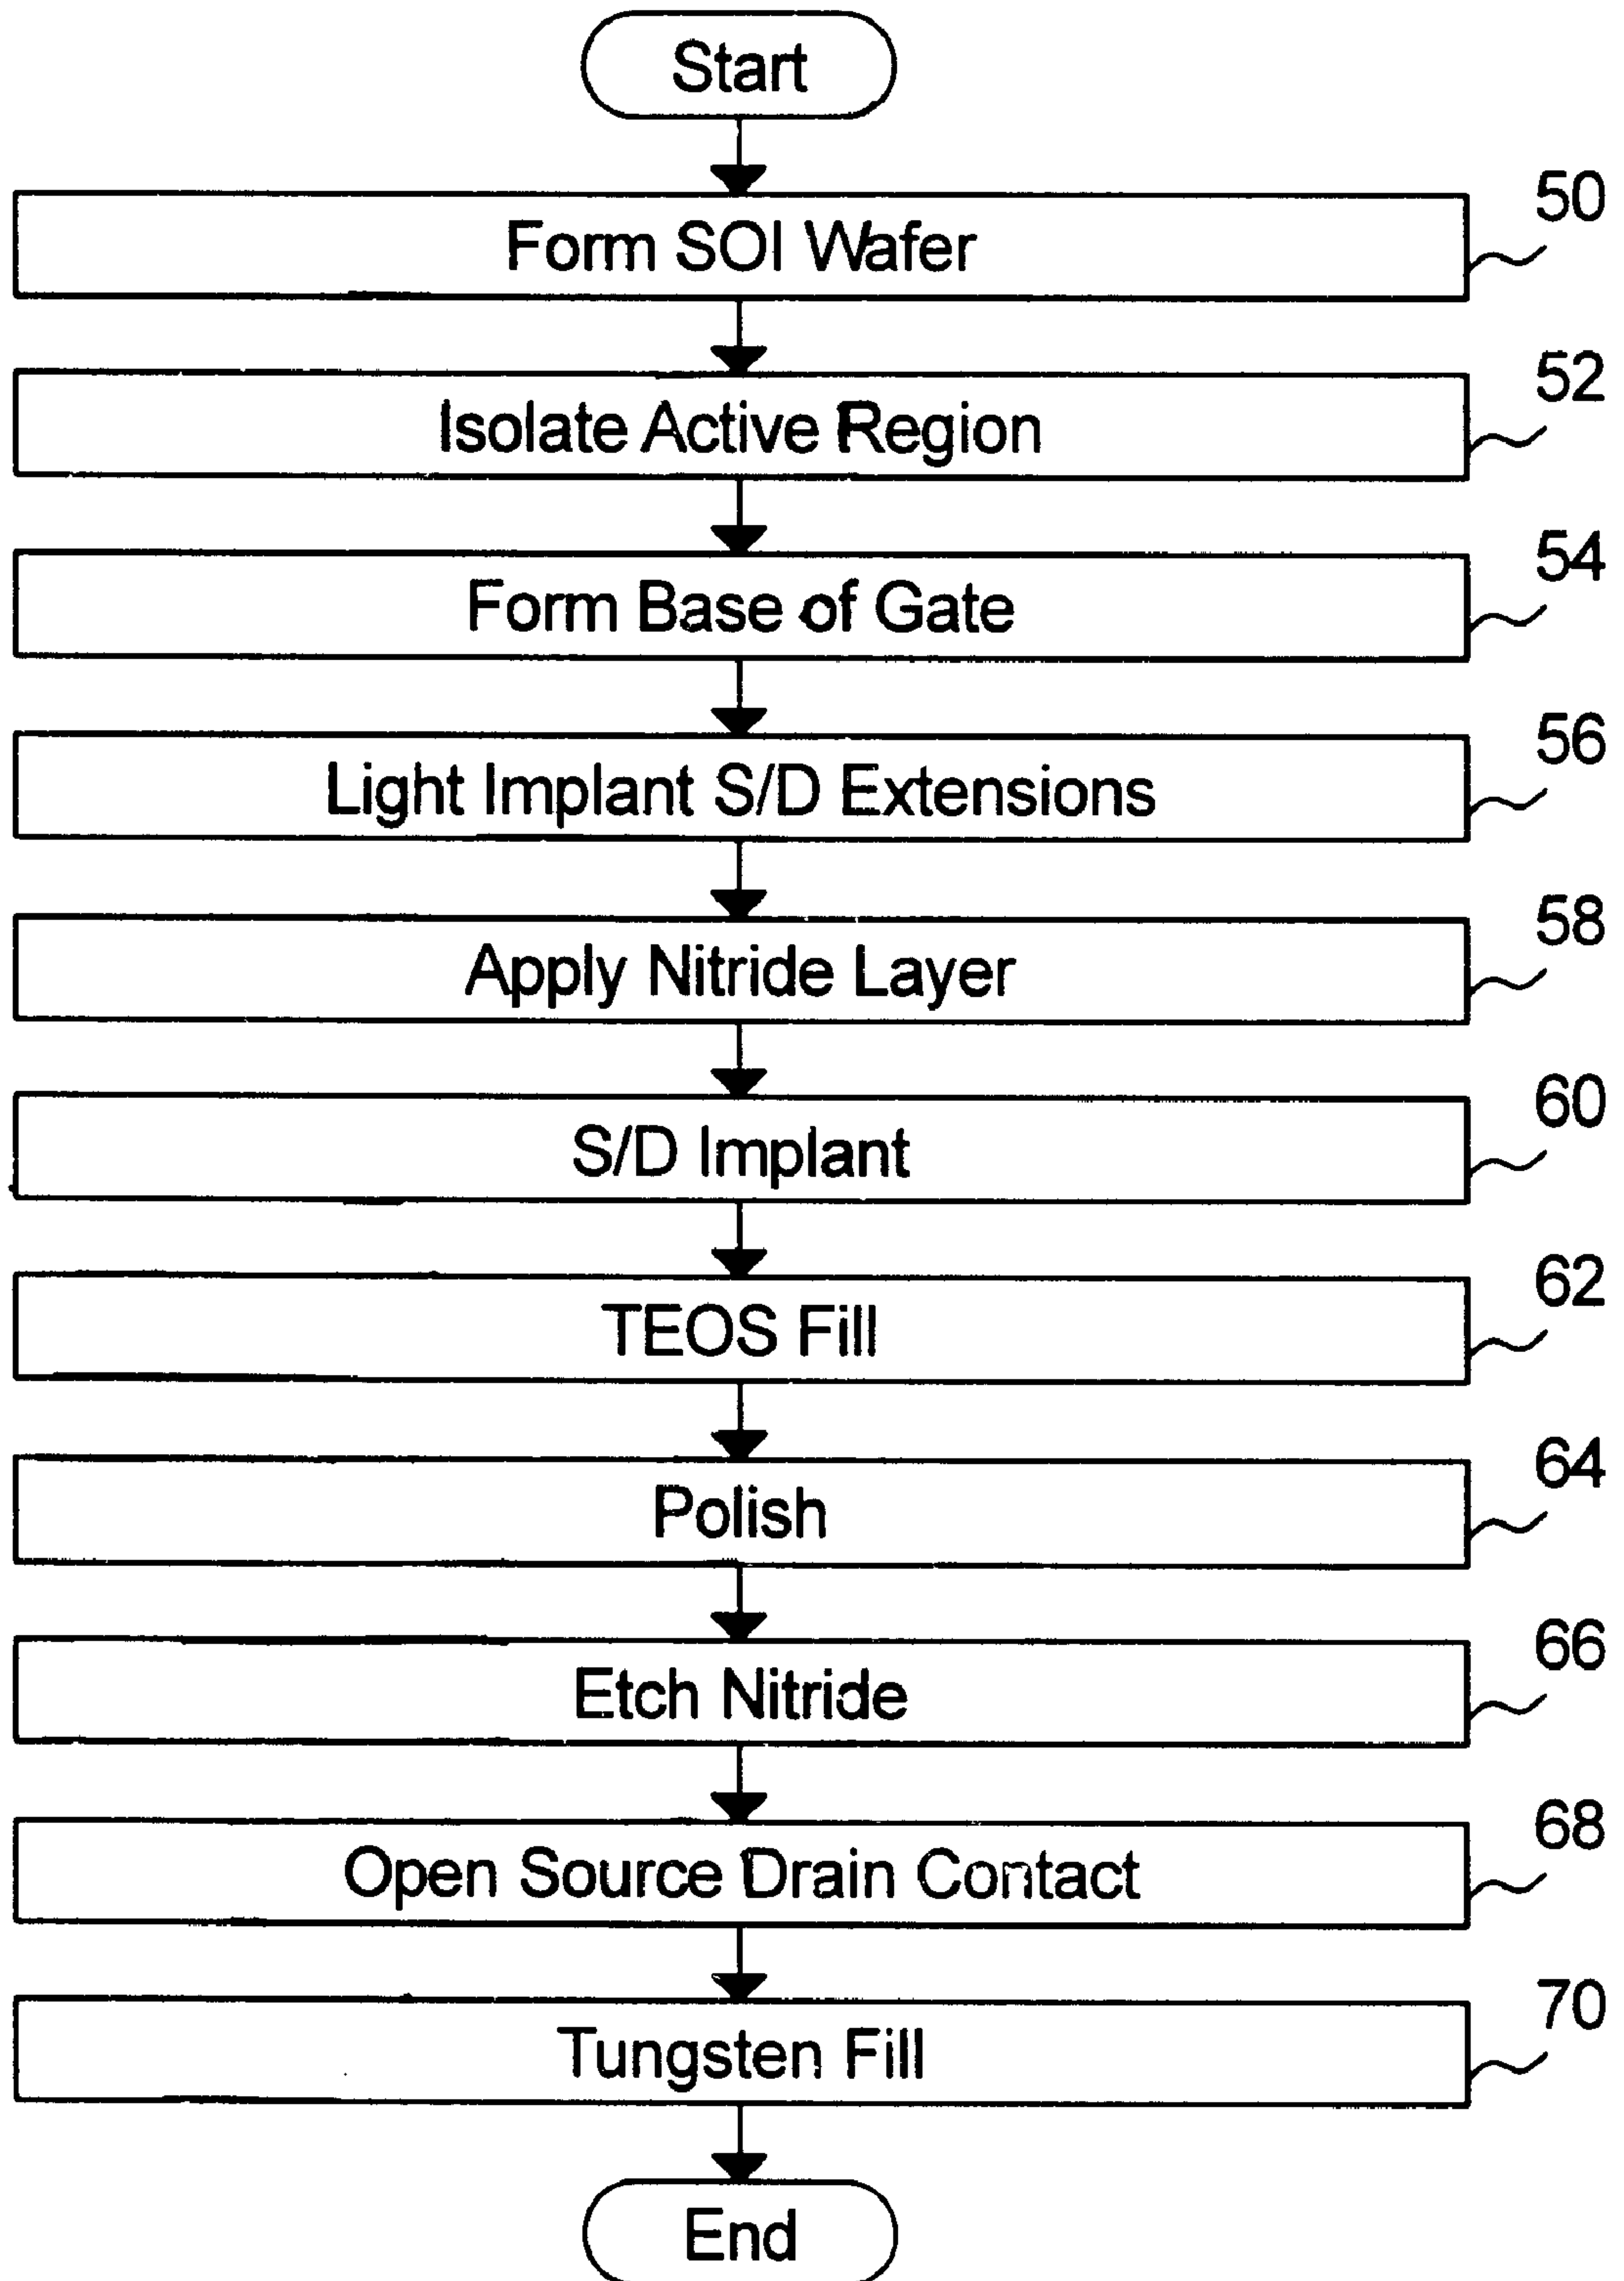 Start
50
Form SOI Wafer
52
Isolate Active Region
54
Form Base of Gate
56
Light Implant S/D Extensions
58
Apply Nitride Layer
60
S/D Implant
62
TEOS Fill
64
Polish
66
Etch Nitride
68
Open Source Drain Contact
70
Tungsten Fill
End